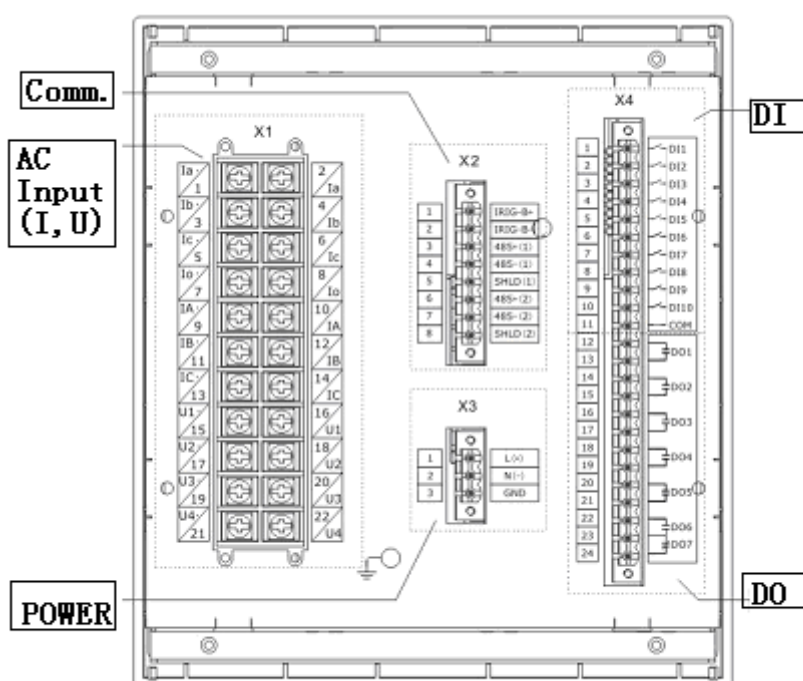 Comm.
AC
Input
(I, U)
POWER
DI
DO
X1
Ia· 1 2 Ia
Ib· 3 4 Ib
Ic· 5 6 Ic
Io· 7 8 Io
IA· 9 10 IA
IB· 11 12 IB
IC· 13 14 IC
U1· 15 16 U1
U2· 17 18 U2
U3· 19 20 U3
U4· 21 22 U4
X2
1 IRIG-B+
2 IRIG-B-
3 485+(1)
4 485-(1)
5 SHLD(1)
6 485+(2)
7 485-(2)
8 SHLD(2)
X3
1 L(+)
2 N(-)
3 GND
X4
1 DI1
2 DI2
3 DI3
4 DI4
5 DI5
6 DI6
7 DI7
8 DI8
9 DI9
10 DI10
11 COM
12
13 DO1
14
15 DO2
16
17 DO3
18
19 DO4
20
21 DO5
22 DO6
23 DO7
24